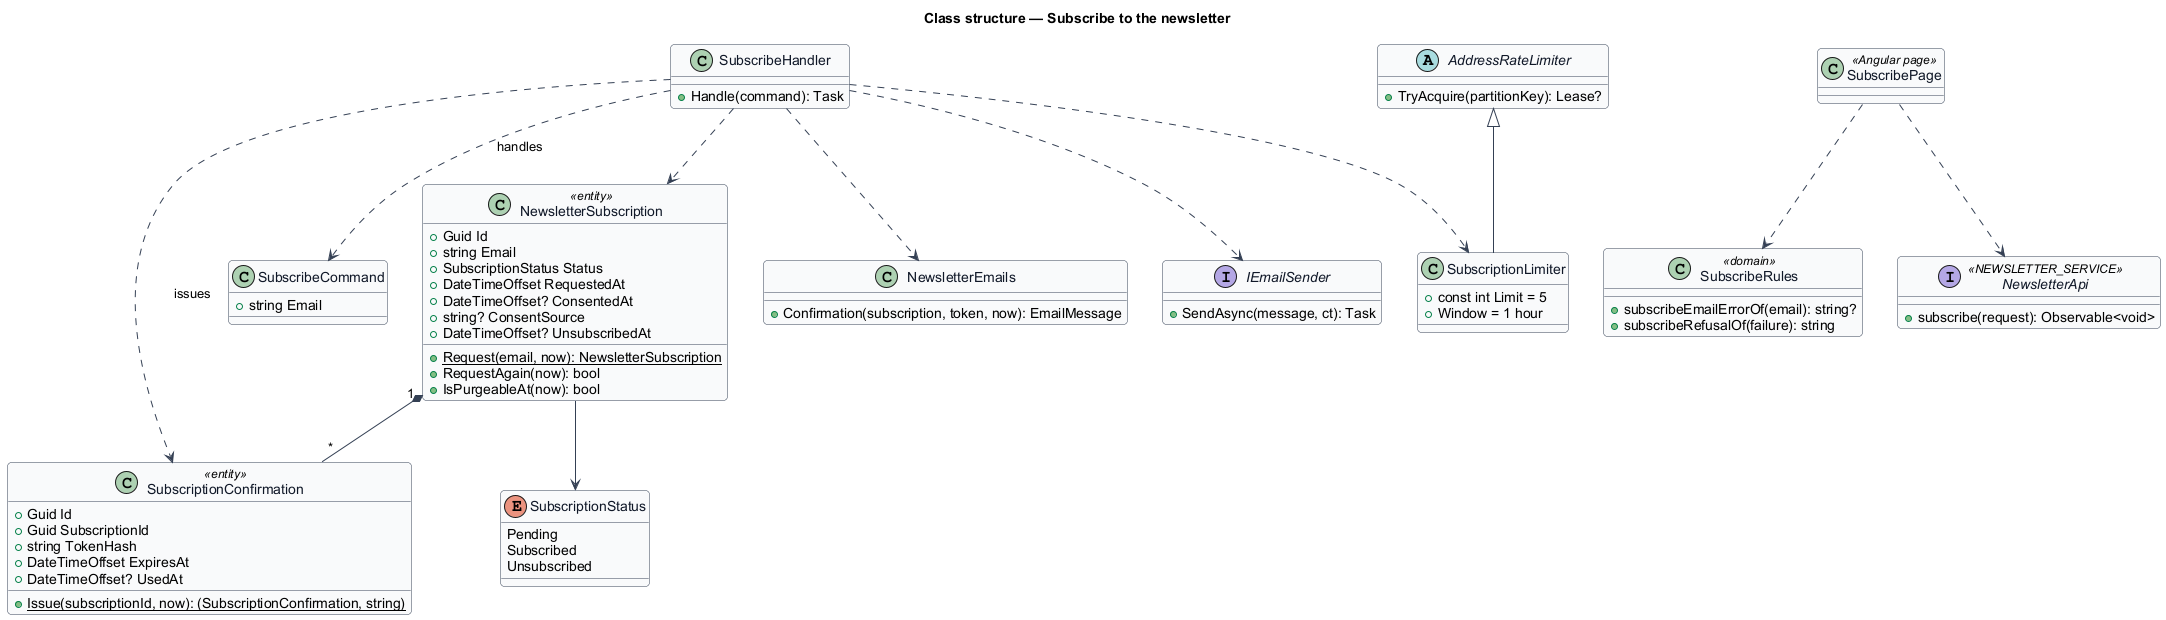 Class structure — Subscribe to the newsletter
C SubscribeHandler
Handle(command): Task
A AddressRateLimiter
TryAcquire(partitionKey): Lease?
«Angular page»
C SubscribePage
handles
issues
«entity»
C NewsletterSubscription
Guid Id
string Email
SubscriptionStatus Status
DateTimeOffset RequestedAt
DateTimeOffset? ConsentedAt
string? ConsentSource
DateTimeOffset? UnsubscribedAt
Request(email, now): NewsletterSubscription
RequestAgain(now): bool
IsPurgeableAt(now): bool
C SubscribeCommand
string Email
C NewsletterEmails
Confirmation(subscription, token, now): EmailMessage
I IEmailSender
SendAsync(message, ct): Task
C SubscriptionLimiter
const int Limit = 5
Window = 1 hour
«domain»
C SubscribeRules
subscribeEmailErrorOf(email): string?
subscribeRefusalOf(failure): string
«NEWSLETTER_SERVICE»
I NewsletterApi
subscribe(request): Observable<void>
1
*
«entity»
C SubscriptionConfirmation
Guid Id
Guid SubscriptionId
string TokenHash
DateTimeOffset ExpiresAt
DateTimeOffset? UsedAt
Issue(subscriptionId, now): (SubscriptionConfirmation, string)
E SubscriptionStatus
Pending
Subscribed
Unsubscribed